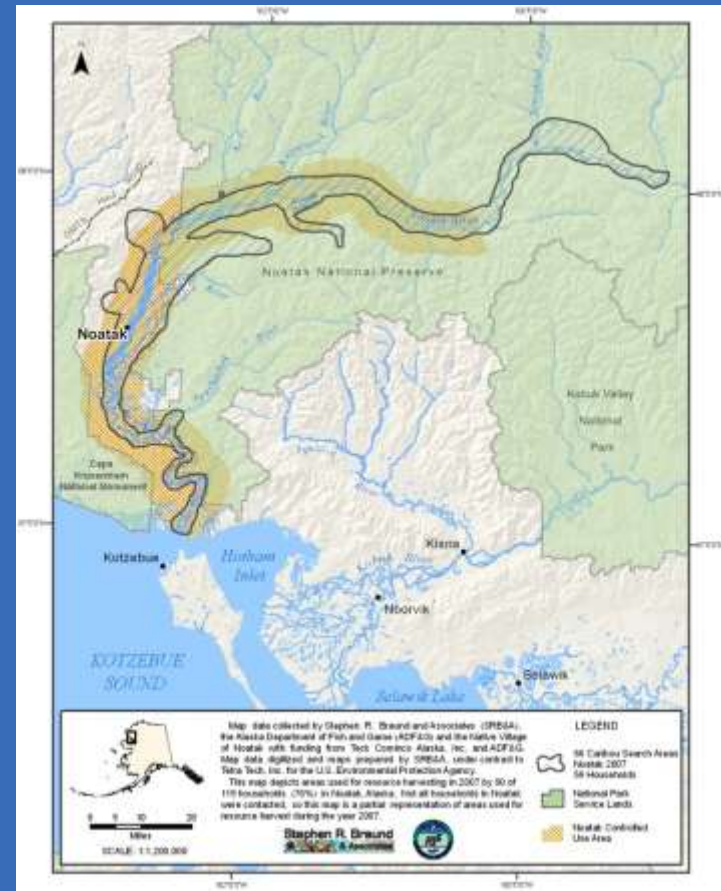 Noatak National Preserve
Noatak
Kobuk Valley
National
Park
Cape
Krusenstern
National Monument
Kotzebue
Hotham
Inlet
Kiana
Noorvik
KOTZEBUE
SOUND
Selawik
Selawik Lake
Map data collected by Stephen R. Braund and Associates (SRB&A),
the Alaska Department of Fish and Game (ADF&G) and the Native Village
of Noatak with funding from Teck Cominco Alaska, Inc. and ADF&G.
Map data digitized and maps prepared by SRB&A, under contract to
Tetra Tech, Inc. for the U.S. Environmental Protection Agency.
This map depicts areas used for resource harvesting in 2007 by 90 of
households (76%) in Noatak, Alaska. Not all households in Noatak
were contacted, so this map is a partial representation of areas used for
resource harvest during the year 2007.
0 5 10 20
Miles
SCALE: 1:1,200,000
Stephen R. Braund
& Associates
LEGEND
Caribou Search Areas
Noatak 2007
Households
National Park
Service Lands
Noatak Controlled
Use Area